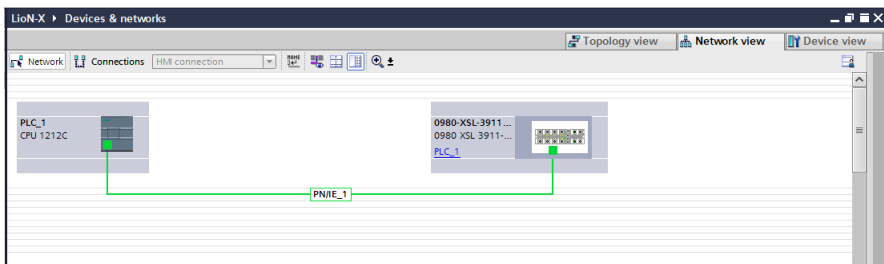 LioN-X ▸ Devices & networks
Topology view
Network view
Device view
Network
Connections
HMI connection
PLC_1
CPU 1212C
0980-XSL-3911...
0980 XSL 3911-...
PLC_1
PN/IE_1